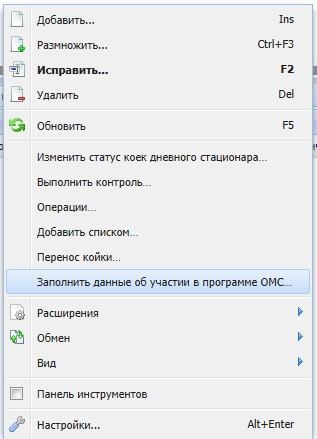 Добавить... Ins
Размножить... Ctrl+F3
Исправить... F2
Удалить Del
Обновить F5
Изменить статус коек дневного стационара...
Выполнить контроль...
Операции...
Добавить списком...
Перенос койки...
Заполнить данные об участии в программе ОМС...
Расширения
Обмен
Вид
Панель инструментов
Настройки... Alt+Enter